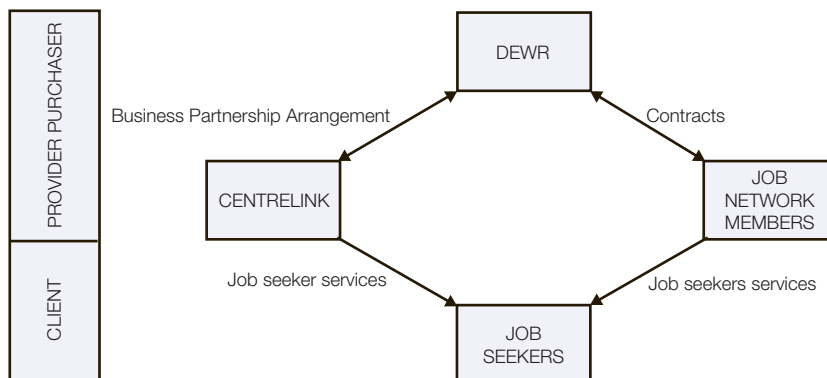 PROVIDER PURCHASER
CLIENT
DEWR
Business Partnership Arrangement
Contracts
CENTRELINK
JOB
NETWORK
MEMBERS
Job seeker services
Job seekers services
JOB
SEEKERS